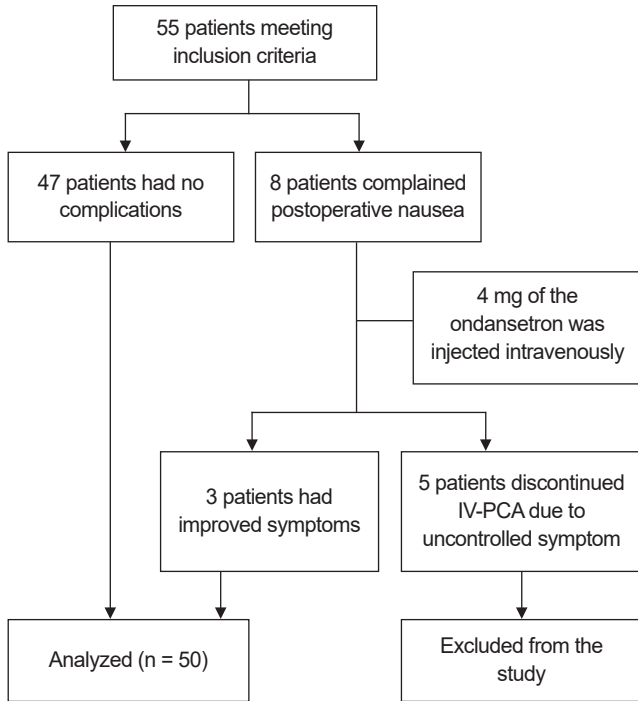 55 patients meeting
inclusion criteria
47 patients had no
complications
8 patients complained
postoperative nausea
4 mg of the
ondansetron was
injected intravenously
3 patients had
improved symptoms
5 patients discontinued
IV-PCA due to
uncontrolled symptom
Analyzed (n = 50)
Excluded from the
study